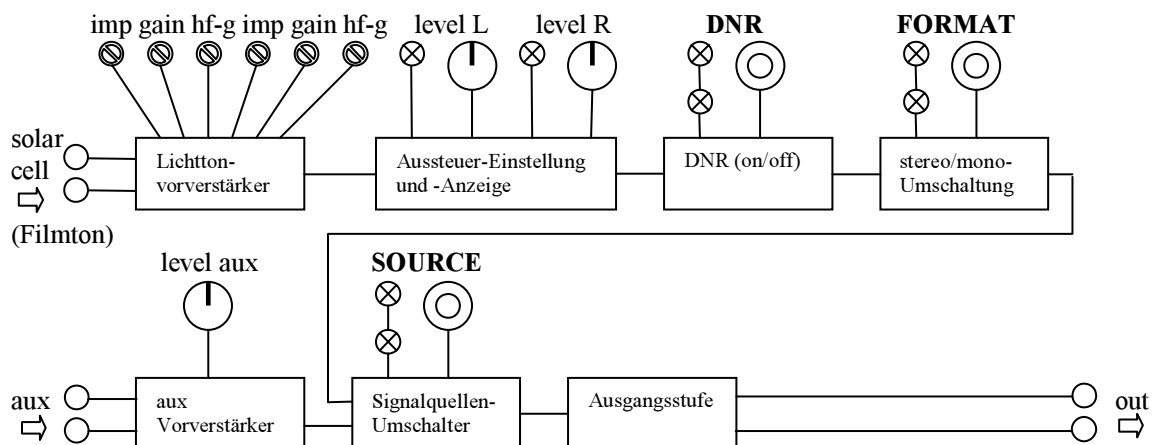 imp gain hf-g imp gain hf-g level L level R DNR FORMAT
solar
cell
(Filmton)
Lichtton-
vorverstärker
Aussteuer-Einstellung
und -Anzeige
DNR (on/off)
stereo/mono-
Umschaltung
level aux SOURCE
aux
aux
Vorverstärker
Signalquellen-
Umschalter
Ausgangsstufe
out